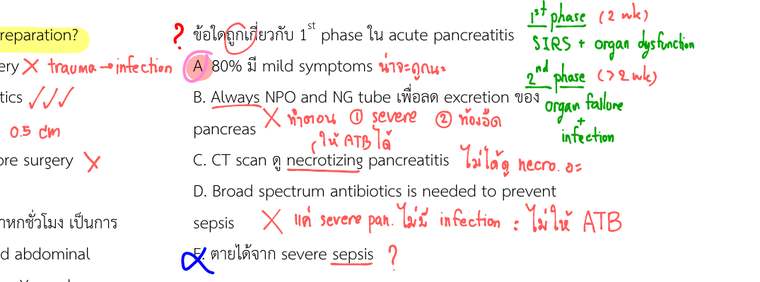 reparation?
ery X trauma → infection
tics ✓✓✓
0.5 cm
ore surgery X
าหกชั่วโมง เป็นการ
d abdominal
? ข้อใดถูกเกี่ยวกับ 1st phase ใน acute pancreatitis
A 80% มี mild symptoms น่าจะถูกนะ
B. Always NPO and NG tube เพื่อลด excretion ของ
pancreas X ทำตอน ① severe ② ท้องอืด
ให้ ATB ได้
C. CT scan ดู necrotizing pancreatitis ไม่ได้ดู necro. อะ
D. Broad spectrum antibiotics is needed to prevent
sepsis X แค่ severe pan. ไม่มี infection = ไม่ให้ ATB
E. ตายได้จาก severe sepsis ?
1st phase (2 wk)
SIRS + organ dysfunction
2nd phase (>2 wk)
organ failure
+
infection